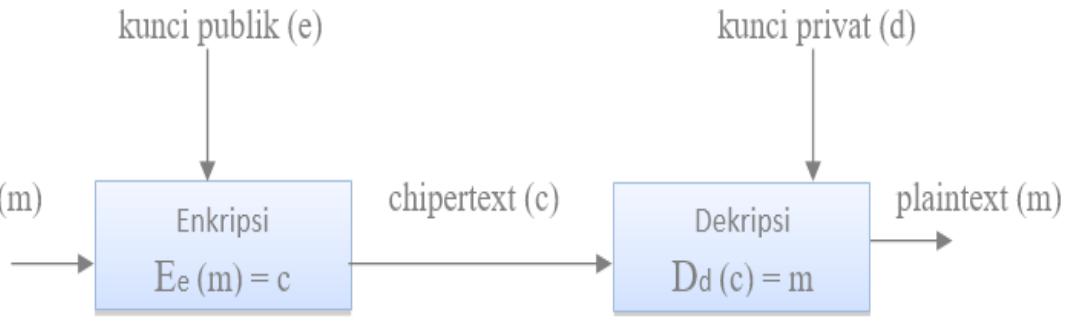 kunci publik (e)
kunci privat (d)
(m)
Enkripsi
Ee (m) = c
chipertext (c)
Dekripsi
Dd (c) = m
plaintext (m)